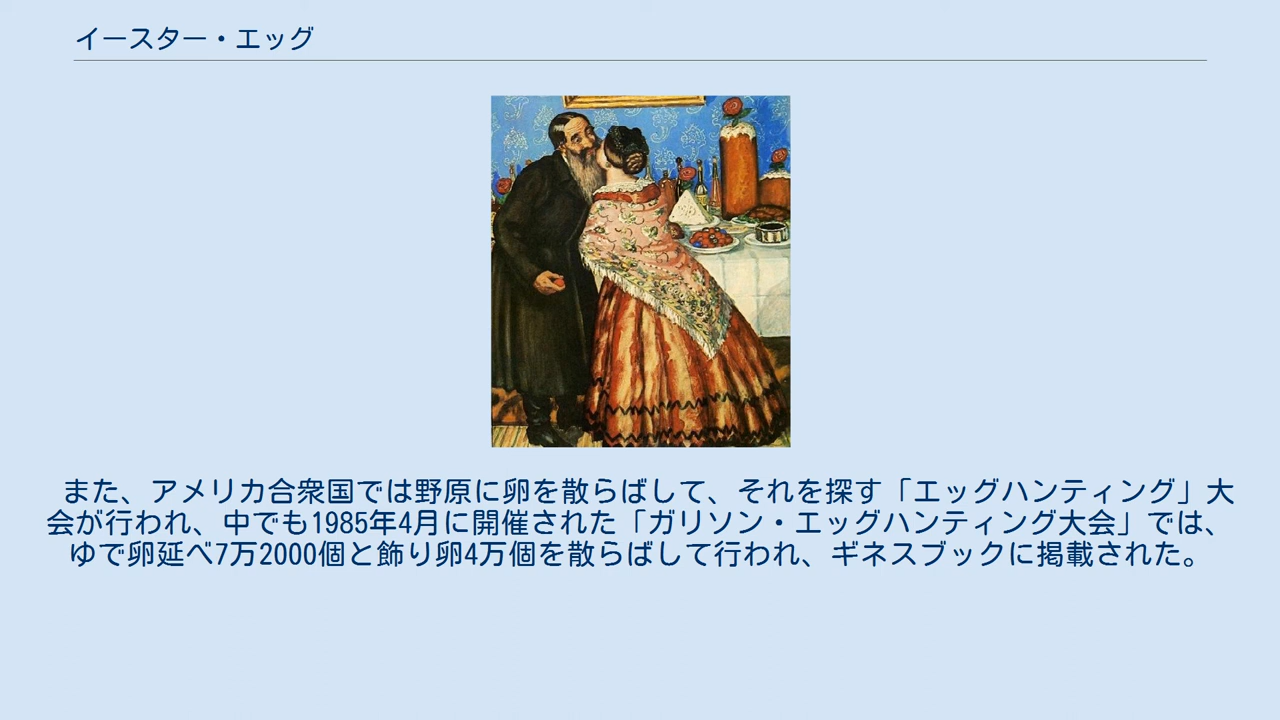 イースター・エッグ
また、アメリカ合衆国では野原に卵を散らばして、それを探す「エッグハンティング」大
会が行われ、中でも1985年4月に開催された「ガリソン・エッグハンティング大会」では、
ゆで卵延べ7万2000個と飾り卵4万個を散らばして行われ、ギネスブックに掲載された。